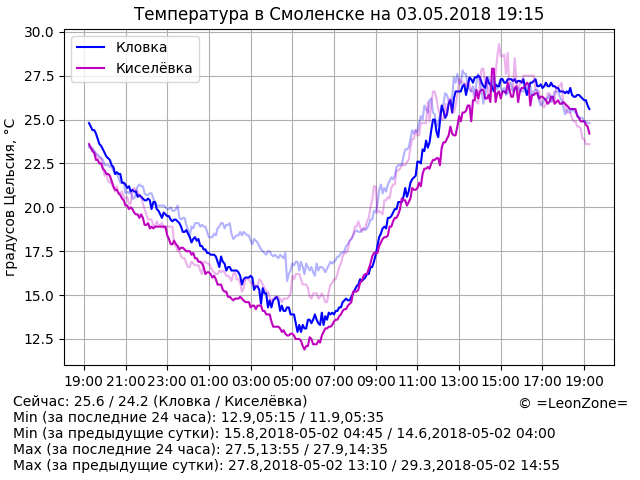 Температура в Смоленске на 03.05.2018 19:15
30.0
Кловка
Киселёвка
27.5
25.0
22.5
20.0
17.5
15.0
12.5
градусов Цельсия, °C
19:00 21:00 23:00 01:00 03:00 05:00 07:00 09:00 11:00 13:00 15:00 17:00 19:00
Сейчас: 25.6 / 24.2 (Кловка / Киселёвка)
© =LeonZone=
Min (за последние 24 часа): 12.9,05:15 / 11.9,05:35
Min (за предыдущие сутки): 15.8,2018-05-02 04:45 / 14.6,2018-05-02 04:00
Max (за последние 24 часа): 27.5,13:55 / 27.9,14:35
Max (за предыдущие сутки): 27.8,2018-05-02 13:10 / 29.3,2018-05-02 14:55